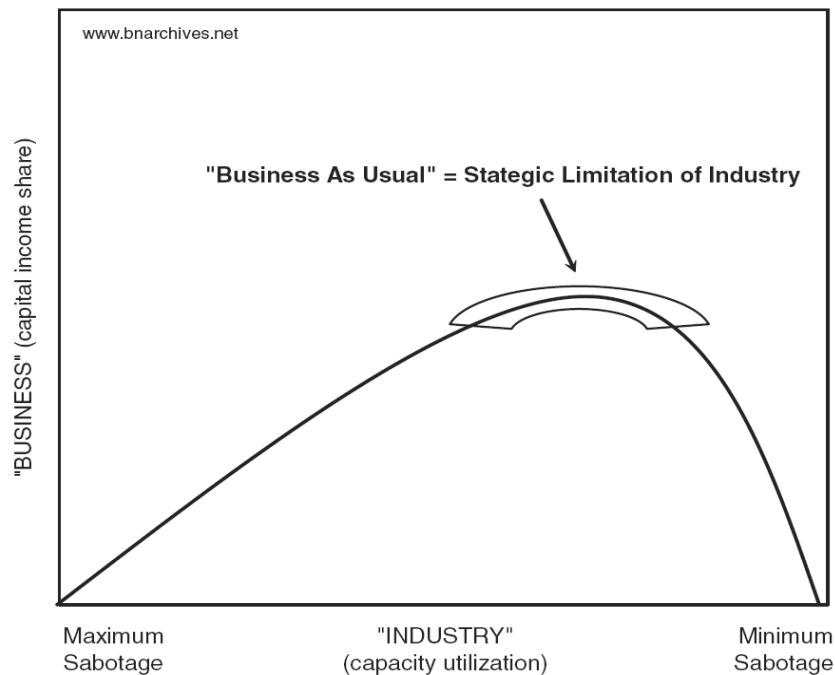 www.bnarchives.net
"Business As Usual" = Stategic Limitation of Industry
"BUSINESS" (capital income share)
Maximum
Sabotage
"INDUSTRY"
(capacity utilization)
Minimum
Sabotage